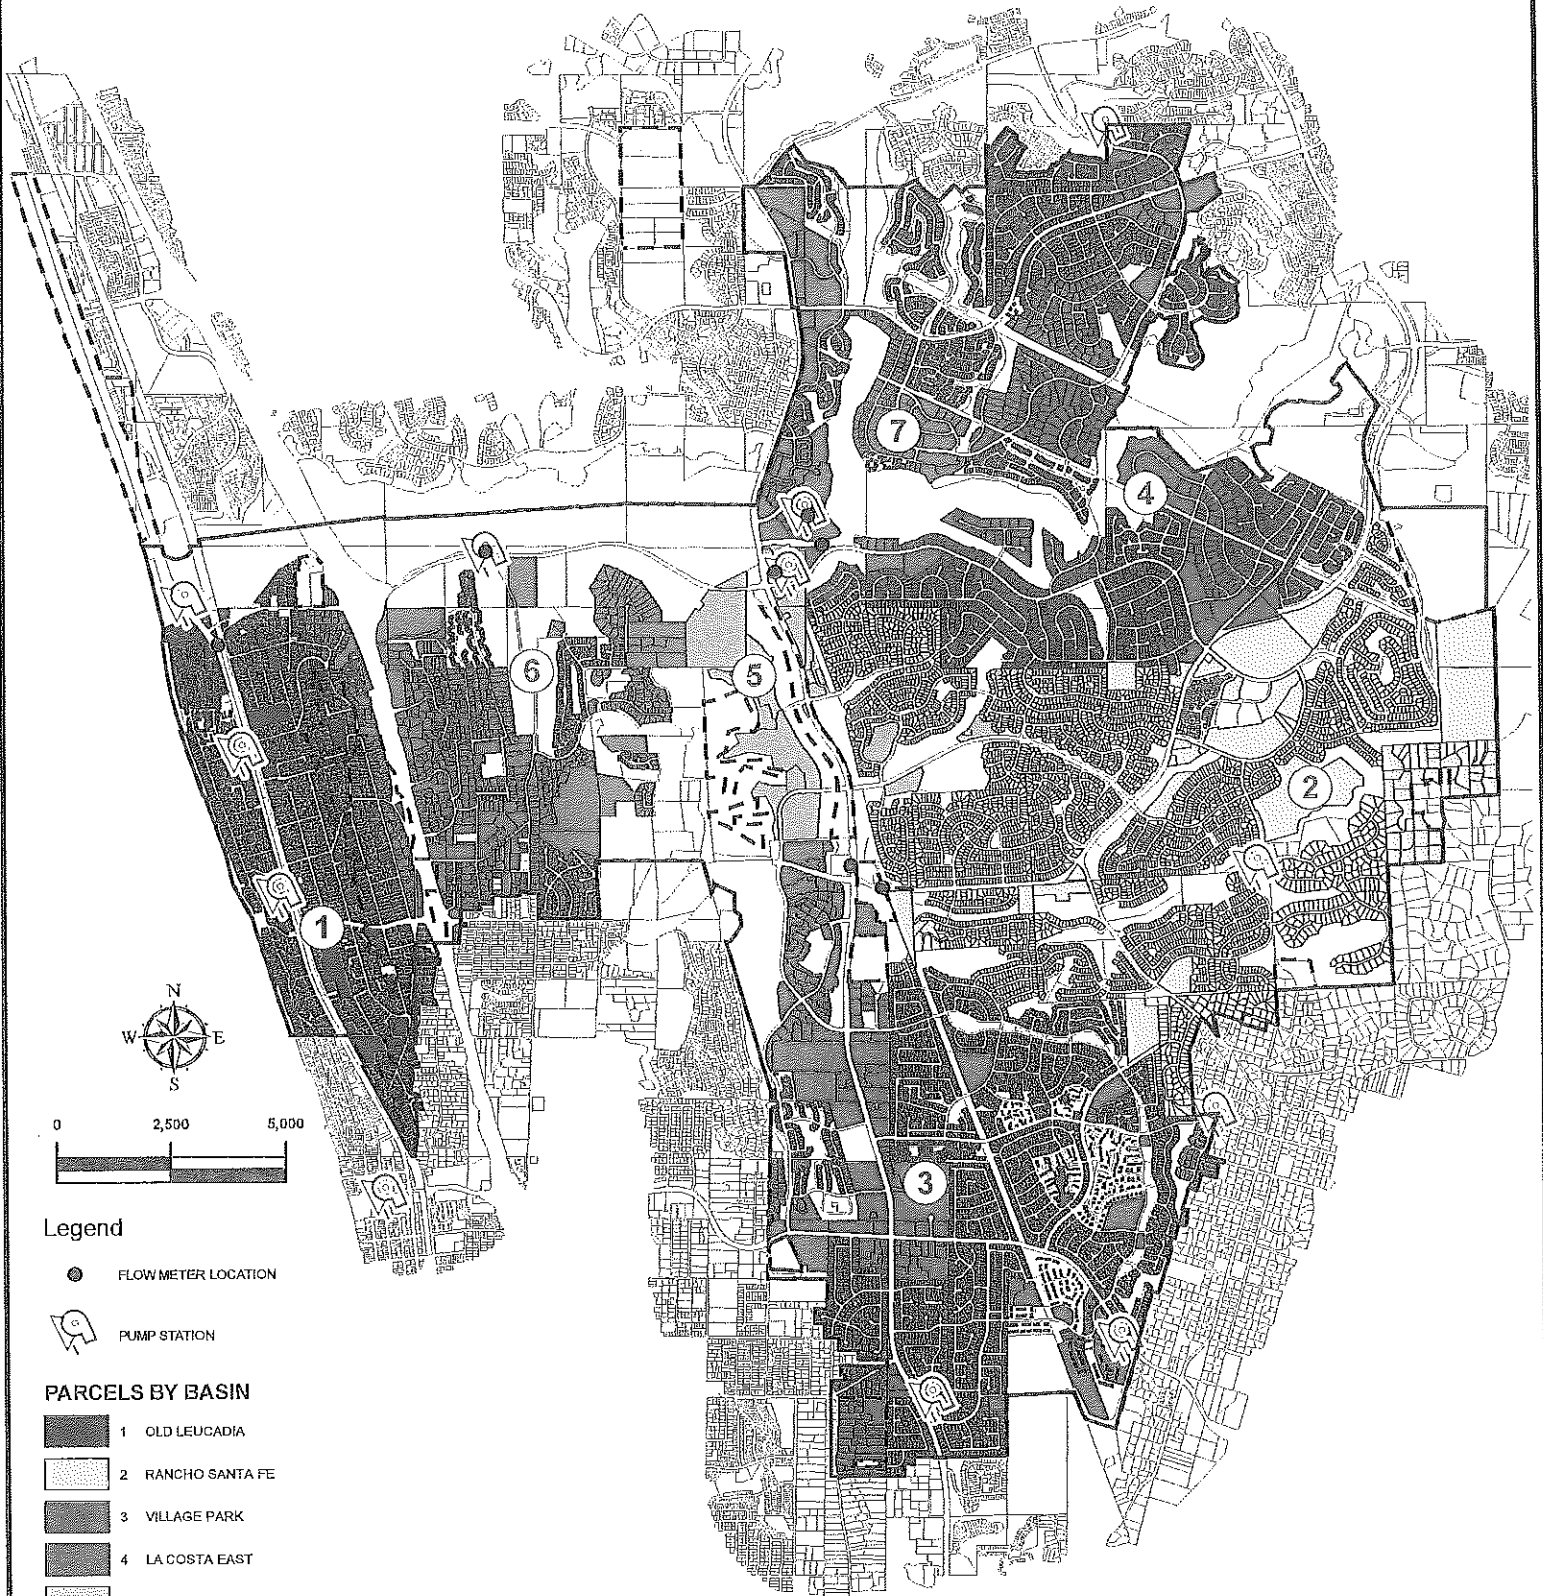 7
4
6
5
2
1
3
N
W E
S
0 2,500 5,000
Legend
FLOW METER LOCATION
PUMP STATION
PARCELS BY BASIN
1 OLD LEUCADIA
2 RANCHO SANTA FE
3 VILLAGE PARK
4 LA COSTA EAST